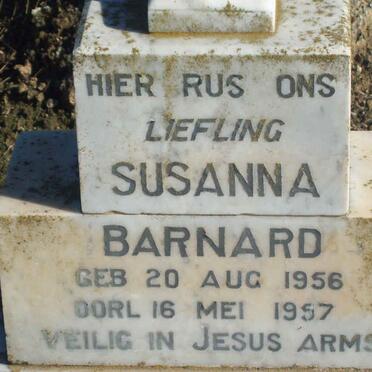 HIER RUS ONS
LIEFLING
SUSANNA
BARNARD
GEB 20 AUG 1956
OORL 16 MEI 1957
VEILIG IN JESUS ARMS